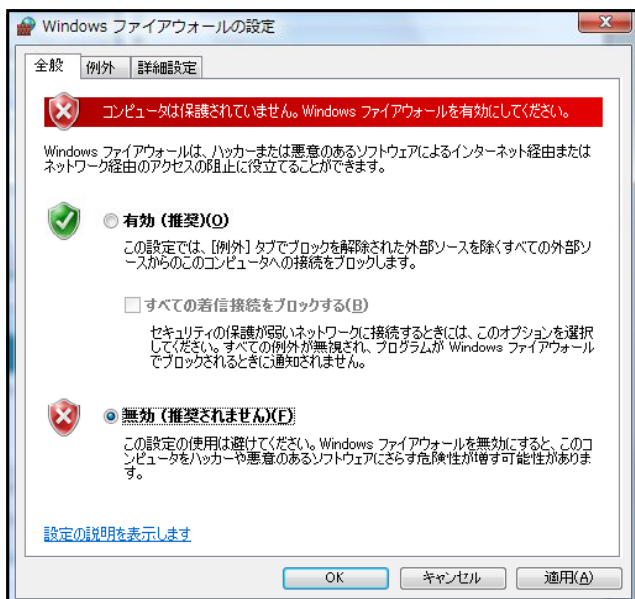 Windows ファイアウォールの設定
全般 例外 詳細設定
コンピュータは保護されていません。Windows ファイアウォールを有効にしてください。
Windows ファイアウォールは、ハッカーまたは悪意のあるソフトウェアによるインターネット経由または
ネットワーク経由のアクセスの阻止に役立てることができます。
有効 (推奨)(O)
この設定では、[例外] タブでブロックを解除された外部ソースを除くすべての外部ソ
ースからのこのコンピュータへの接続をブロックします。
すべての着信接続をブロックする(B)
セキュリティの保護が弱いネットワークに接続するときには、このオプションを選択
してください。すべての例外が無視され、プログラムが Windows ファイアウォール
でブロックされるときに通知されません。
無効 (推奨されません)(F)
この設定の使用は避けてください。Windows ファイアウォールを無効にすると、このコ
ンピュータをハッカーや悪意のあるソフトウェアにさらす危険性が増す可能性がありま
す。
設定の説明を表示します
OK キャンセル 適用(A)